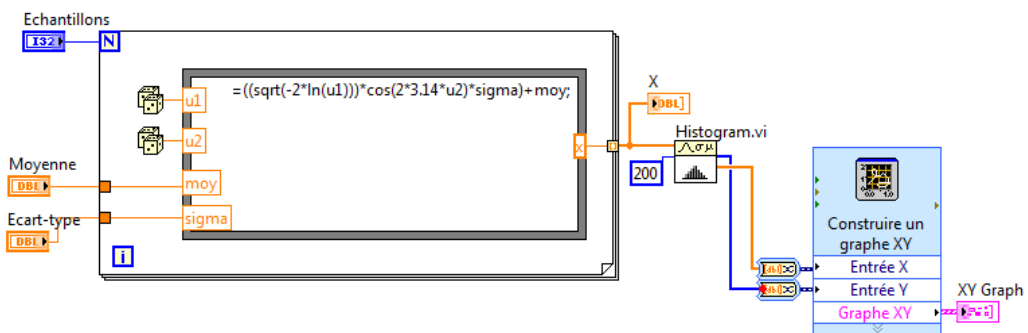 Echantillons
I32
N
=((sqrt(-2*ln(u1)))*cos(2*3.14*u2)*sigma)+moy;
u1
u2
x
X
DBL]
Histogram.vi
200
Moyenne
DBL
moy
Ecart-type
DBL
sigma
i
Construire un
graphe XY
Entrée X
Entrée Y
XY Graph
Graphe XY